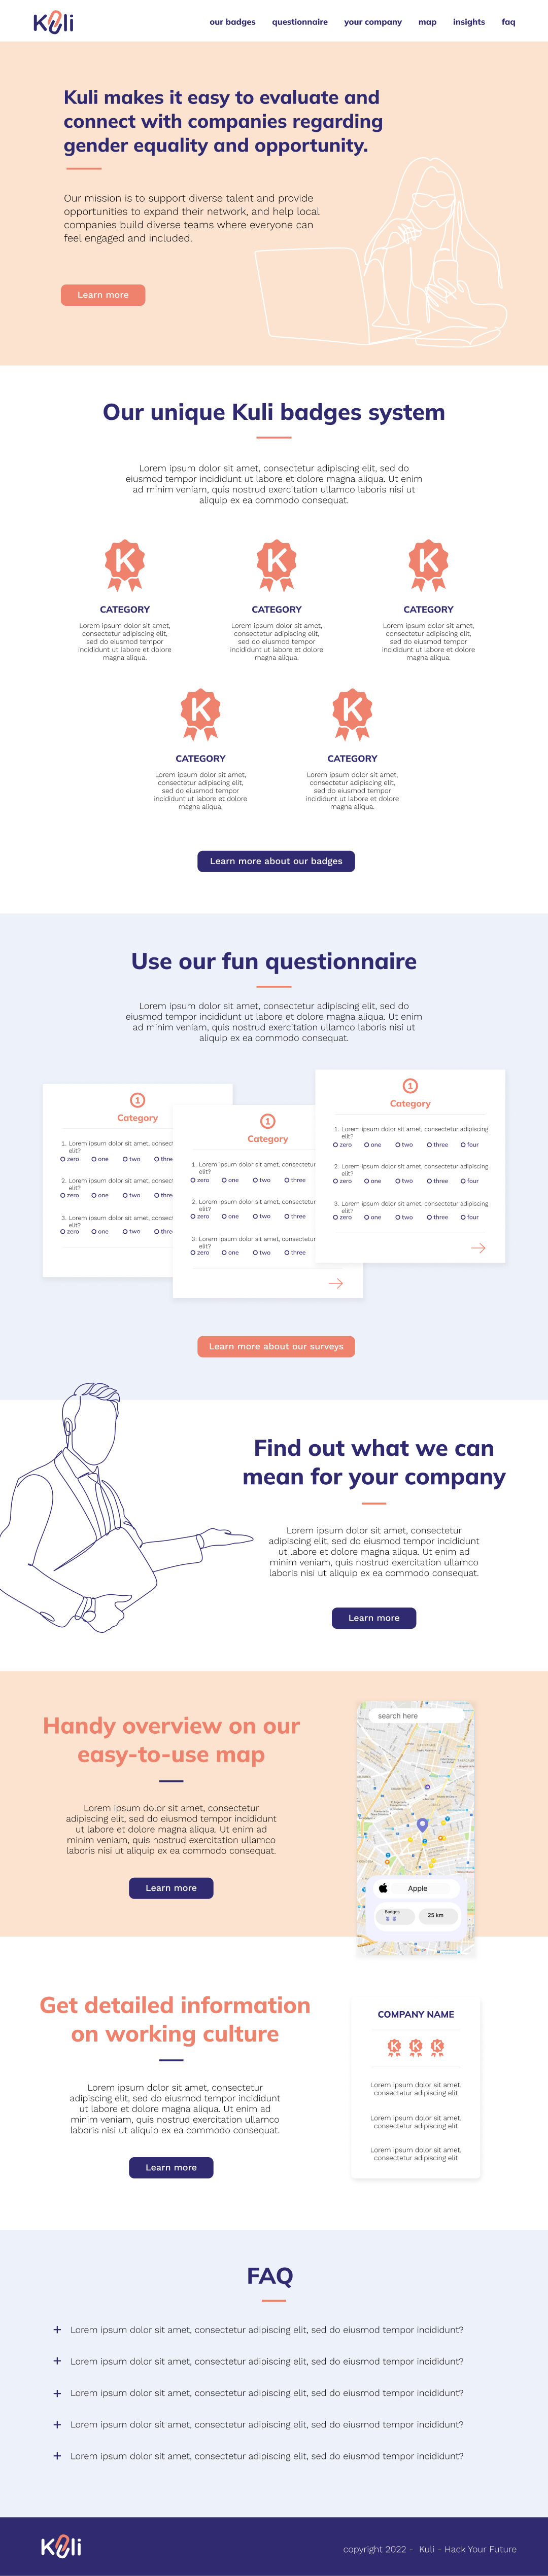 Kuli
our badges questionnaire your company map insights faq
Kuli makes it easy to evaluate and
connect with companies regarding
gender equality and opportunity.
Our mission is to support diverse talent and provide
opportunities to expand their network, and help local
companies build diverse teams where everyone can
feel engaged and included.
Learn more
Our unique Kuli badges system
Lorem ipsum dolor sit amet, consectetur adipiscing elit, sed do
eiusmod tempor incididunt ut labore et dolore magna aliqua. Ut enim
ad minim veniam, quis nostrud exercitation ullamco laboris nisi ut
aliquip ex ea commodo consequat.
K
CATEGORY
Lorem ipsum dolor sit amet,
consectetur adipiscing elit,
sed do eiusmod tempor
incididunt ut labore et dolore
magna aliqua.
K
CATEGORY
Lorem ipsum dolor sit amet,
consectetur adipiscing elit,
sed do eiusmod tempor
incididunt ut labore et dolore
magna aliqua.
K
CATEGORY
Lorem ipsum dolor sit amet,
consectetur adipiscing elit,
sed do eiusmod tempor
incididunt ut labore et dolore
magna aliqua.
K
CATEGORY
Lorem ipsum dolor sit amet,
consectetur adipiscing elit,
sed do eiusmod tempor
incididunt ut labore et dolore
magna aliqua.
K
CATEGORY
Lorem ipsum dolor sit amet,
consectetur adipiscing elit,
sed do eiusmod tempor
incididunt ut labore et dolore
magna aliqua.
Learn more about our badges
Use our fun questionnaire
Lorem ipsum dolor sit amet, consectetur adipiscing elit, sed do
eiusmod tempor incididunt ut labore et dolore magna aliqua. Ut enim
ad minim veniam, quis nostrud exercitation ullamco laboris nisi ut
aliquip ex ea commodo consequat.
1
Category
1. Lorem ipsum dolor sit amet, consect
elit?
zero one two three
2. Lorem ipsum dolor sit amet, consect
elit?
zero one two three
3. Lorem ipsum dolor sit amet, consect
elit?
zero one two three
1
Category
1. Lorem ipsum dolor sit amet, consectetur
elit?
zero one two three
2. Lorem ipsum dolor sit amet, consectetur
elit?
zero one two three
3. Lorem ipsum dolor sit amet, consectetur
elit?
zero one two three
1
Category
1. Lorem ipsum dolor sit amet, consectetur adipiscing
elit?
zero one two three four
2. Lorem ipsum dolor sit amet, consectetur adipiscing
elit?
zero one two three four
3. Lorem ipsum dolor sit amet, consectetur adipiscing
elit?
zero one two three four
Learn more about our surveys
Find out what we can
mean for your company
Lorem ipsum dolor sit amet, consectetur
adipiscing elit, sed do eiusmod tempor incididunt
ut labore et dolore magna aliqua. Ut enim ad
minim veniam, quis nostrud exercitation ullamco
laboris nisi ut aliquip ex ea commodo consequat.
Learn more
Handy overview on our
easy-to-use map
Lorem ipsum dolor sit amet, consectetur
adipiscing elit, sed do eiusmod tempor incididunt
ut labore et dolore magna aliqua. Ut enim ad
minim veniam, quis nostrud exercitation ullamco
laboris nisi ut aliquip ex ea commodo consequat.
Learn more
search here
Apple
Badges
25 km
Google
Get detailed information
on working culture
Lorem ipsum dolor sit amet, consectetur
adipiscing elit, sed do eiusmod tempor incididunt
ut labore et dolore magna aliqua. Ut enim ad
minim veniam, quis nostrud exercitation ullamco
laboris nisi ut aliquip ex ea commodo consequat.
Learn more
COMPANY NAME
K K K
Lorem ipsum dolor sit amet,
consectetur adipiscing elit
Lorem ipsum dolor sit amet,
consectetur adipiscing elit
Lorem ipsum dolor sit amet,
consectetur adipiscing elit
FAQ
+ Lorem ipsum dolor sit amet, consectetur adipiscing elit, sed do eiusmod tempor incididunt?
+ Lorem ipsum dolor sit amet, consectetur adipiscing elit, sed do eiusmod tempor incididunt?
+ Lorem ipsum dolor sit amet, consectetur adipiscing elit, sed do eiusmod tempor incididunt?
+ Lorem ipsum dolor sit amet, consectetur adipiscing elit, sed do eiusmod tempor incididunt?
+ Lorem ipsum dolor sit amet, consectetur adipiscing elit, sed do eiusmod tempor incididunt?
Kuli
copyright 2022 - Kuli - Hack Your Future